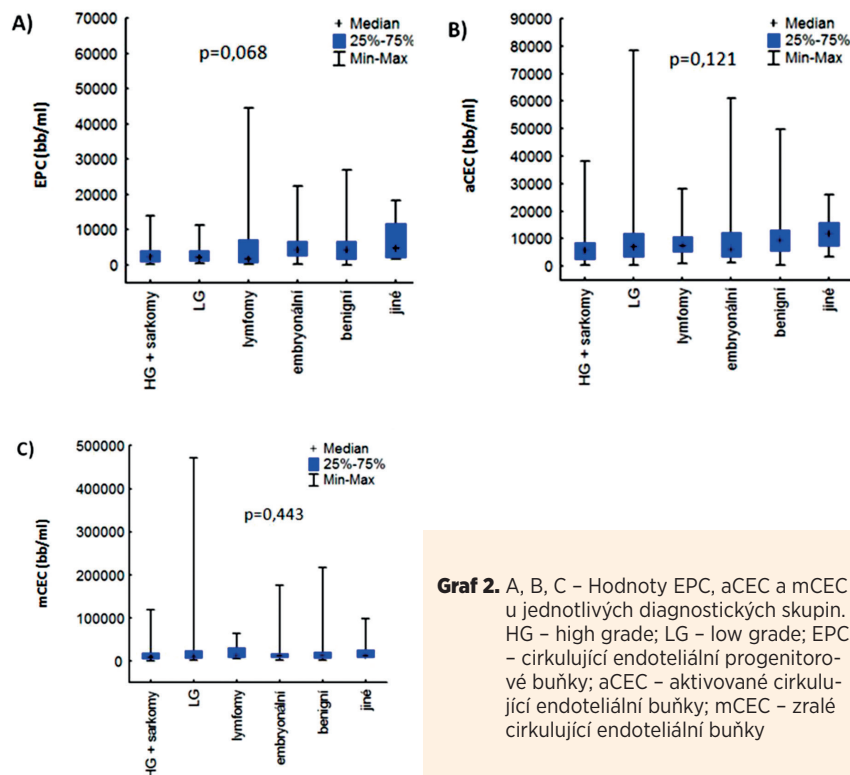 A)
70000
60000
50000
40000
30000
20000
10000
0
EPC (bb/ml)
p=0,068
Median
25%-75%
Min-Max
HG + sarkomy
LG
lymfomy
embryonální
benigní
jiné
B)
90000
80000
70000
60000
50000
40000
30000
20000
10000
0
aCEC (bb/ml)
p=0,121
Median
25%-75%
Min-Max
HG + sarkomy
LG
lymfomy
embryonální
benigní
jiné
C)
500000
400000
300000
200000
100000
0
mCEC (bb/ml)
p=0,443
Median
25%-75%
Min-Max
HG + sarkomy
LG
lymfomy
embryonální
benigní
jiné
Graf 2. A, B, C – Hodnoty EPC, aCEC a mCEC
u jednotlivých diagnostických skupin.
HG – high grade; LG – low grade; EPC
– cirkulující endoteliální progenitoro-
vé buňky; aCEC – aktivované cirkulu-
jící endoteliální buňky; mCEC – zralé
cirkulující endoteliální buňky